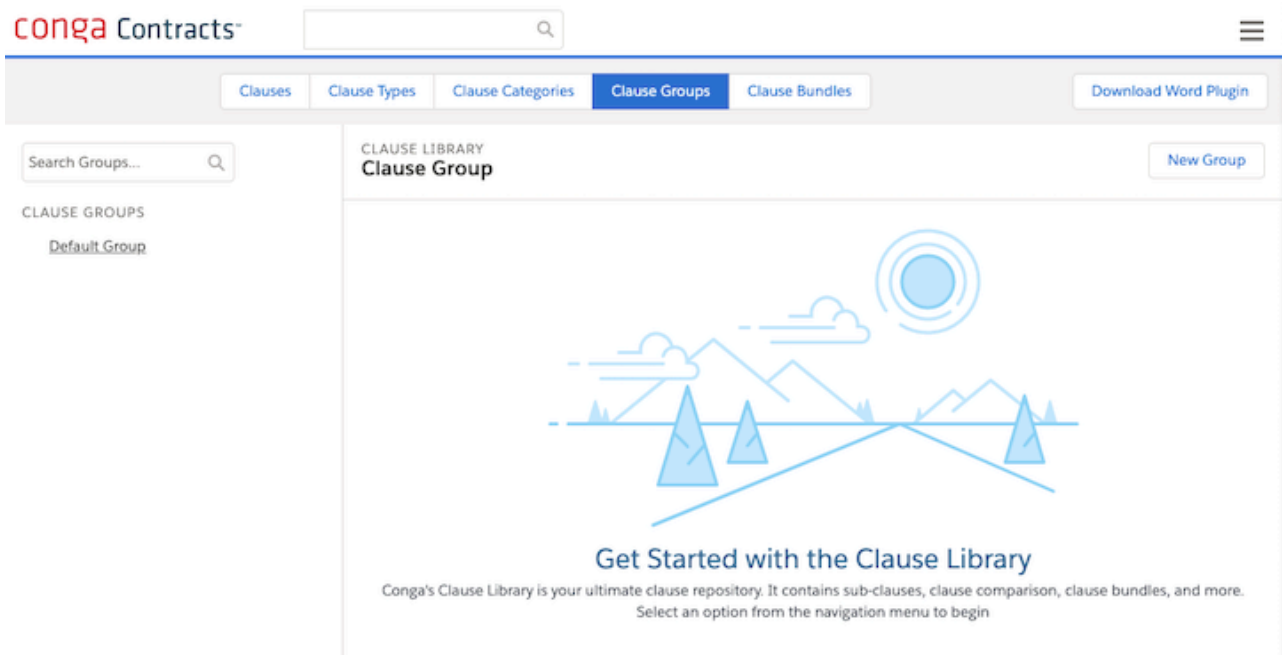 conga Contracts™
Clauses Clause Types Clause Categories Clause Groups Clause Bundles Download Word Plugin
Search Groups...
CLAUSE GROUPS
Default Group
CLAUSE LIBRARY
Clause Group
New Group
Get Started with the Clause Library
Conga's Clause Library is your ultimate clause repository. It contains sub-clauses, clause comparison, clause bundles, and more.
Select an option from the navigation menu to begin